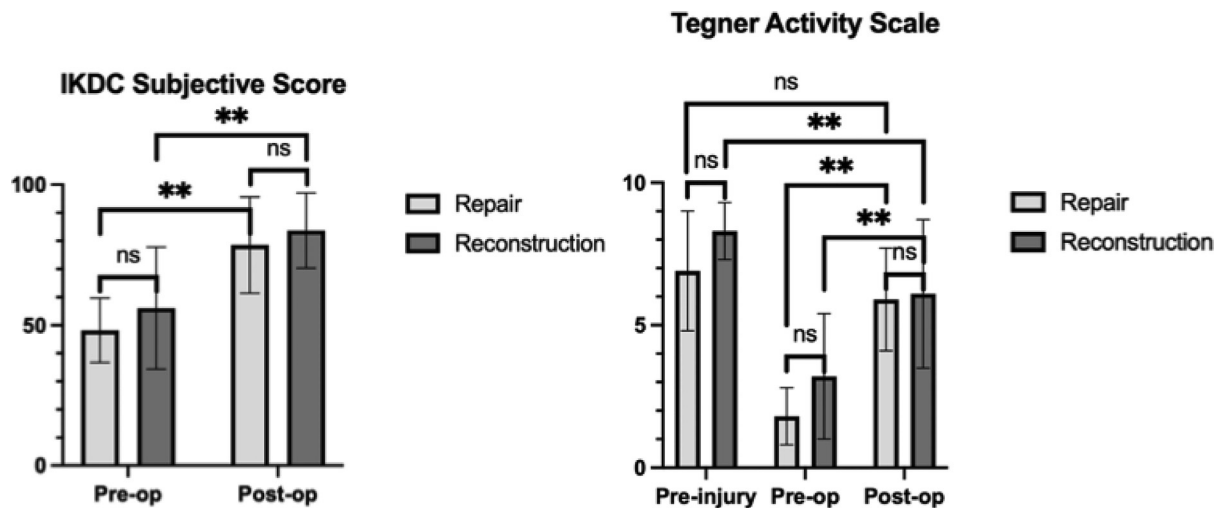 IKDC Subjective Score
**
ns
**
ns
100
50
0
Pre-op
Post-op
Repair
Reconstruction
Tegner Activity Scale
ns
**
ns
**
**
ns
ns
10
5
0
Pre-injury
Pre-op
Post-op
Repair
Reconstruction